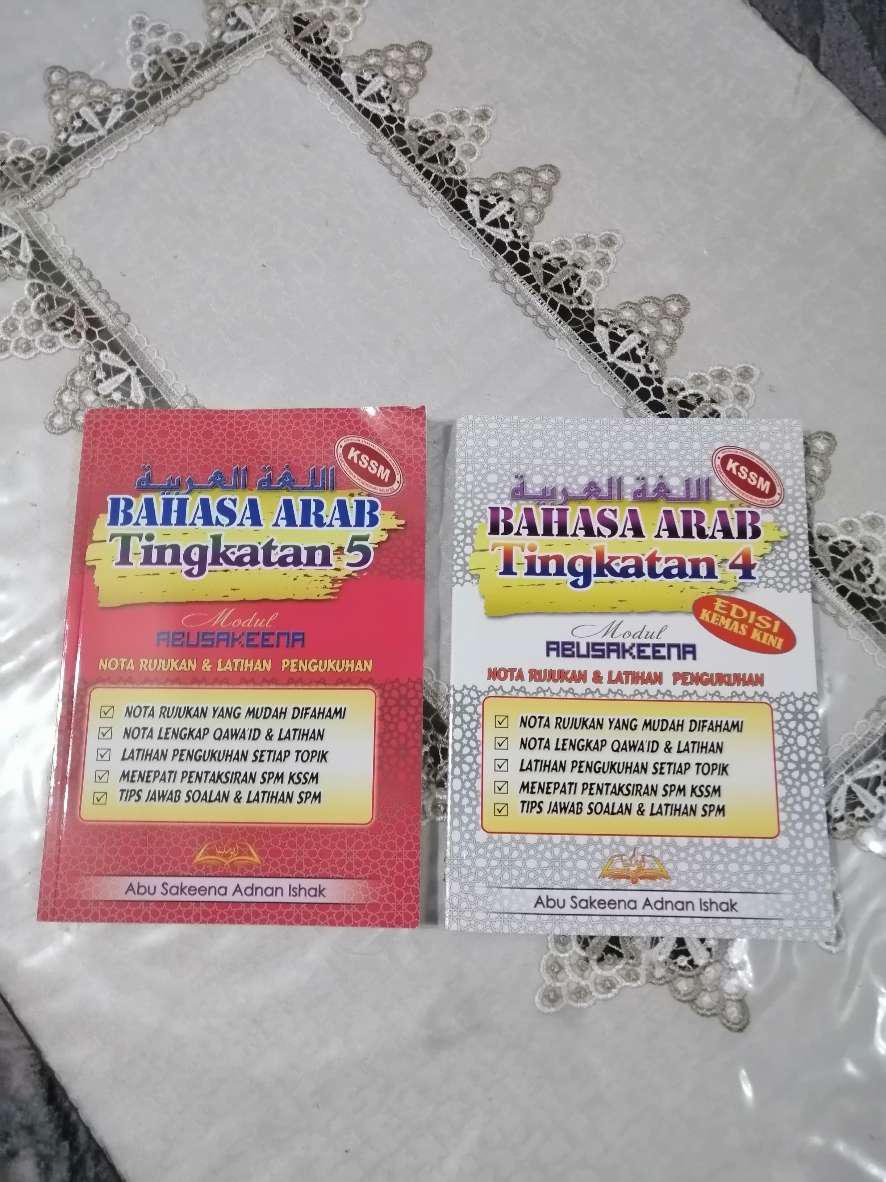 KSSM
اللغة العربية
BAHASA ARAB
Tingkatan 5
Modul
ABUSAKEENA
NOTA RUJUKAN & LATIHAN PENGUKUHAN
NOTA RUJUKAN YANG MUDAH DIFAHAMI
NOTA LENGKAP QAWA'ID & LATIHAN
LATIHAN PENGUKUHAN SETIAP TOPIK
MENEPATI PENTAKSIRAN SPM KSSM
TIPS JAWAB SOALAN & LATIHAN SPM
Abu Sakeena Adnan Ishak
KSSM
اللغة العربية
BAHASA ARAB
Tingkatan 4
EDISI
KEMAS KINI
Modul
ABUSAKEENA
NOTA RUJUKAN & LATIHAN PENGUKUHAN
NOTA RUJUKAN YANG MUDAH DIFAHAMI
NOTA LENGKAP QAWA'ID & LATIHAN
LATIHAN PENGUKUHAN SETIAP TOPIK
MENEPATI PENTAKSIRAN SPM KSSM
TIPS JAWAB SOALAN & LATIHAN SPM
Abu Sakeena Adnan Ishak